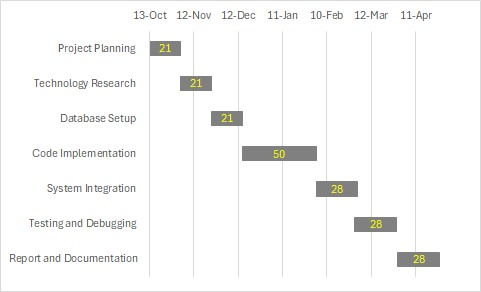 13-Oct 12-Nov 12-Dec 11-Jan 10-Feb 12-Mar 11-Apr
Project Planning 21
Technology Research 21
Database Setup 21
Code Implementation 50
System Integration 28
Testing and Debugging 28
Report and Documentation 28